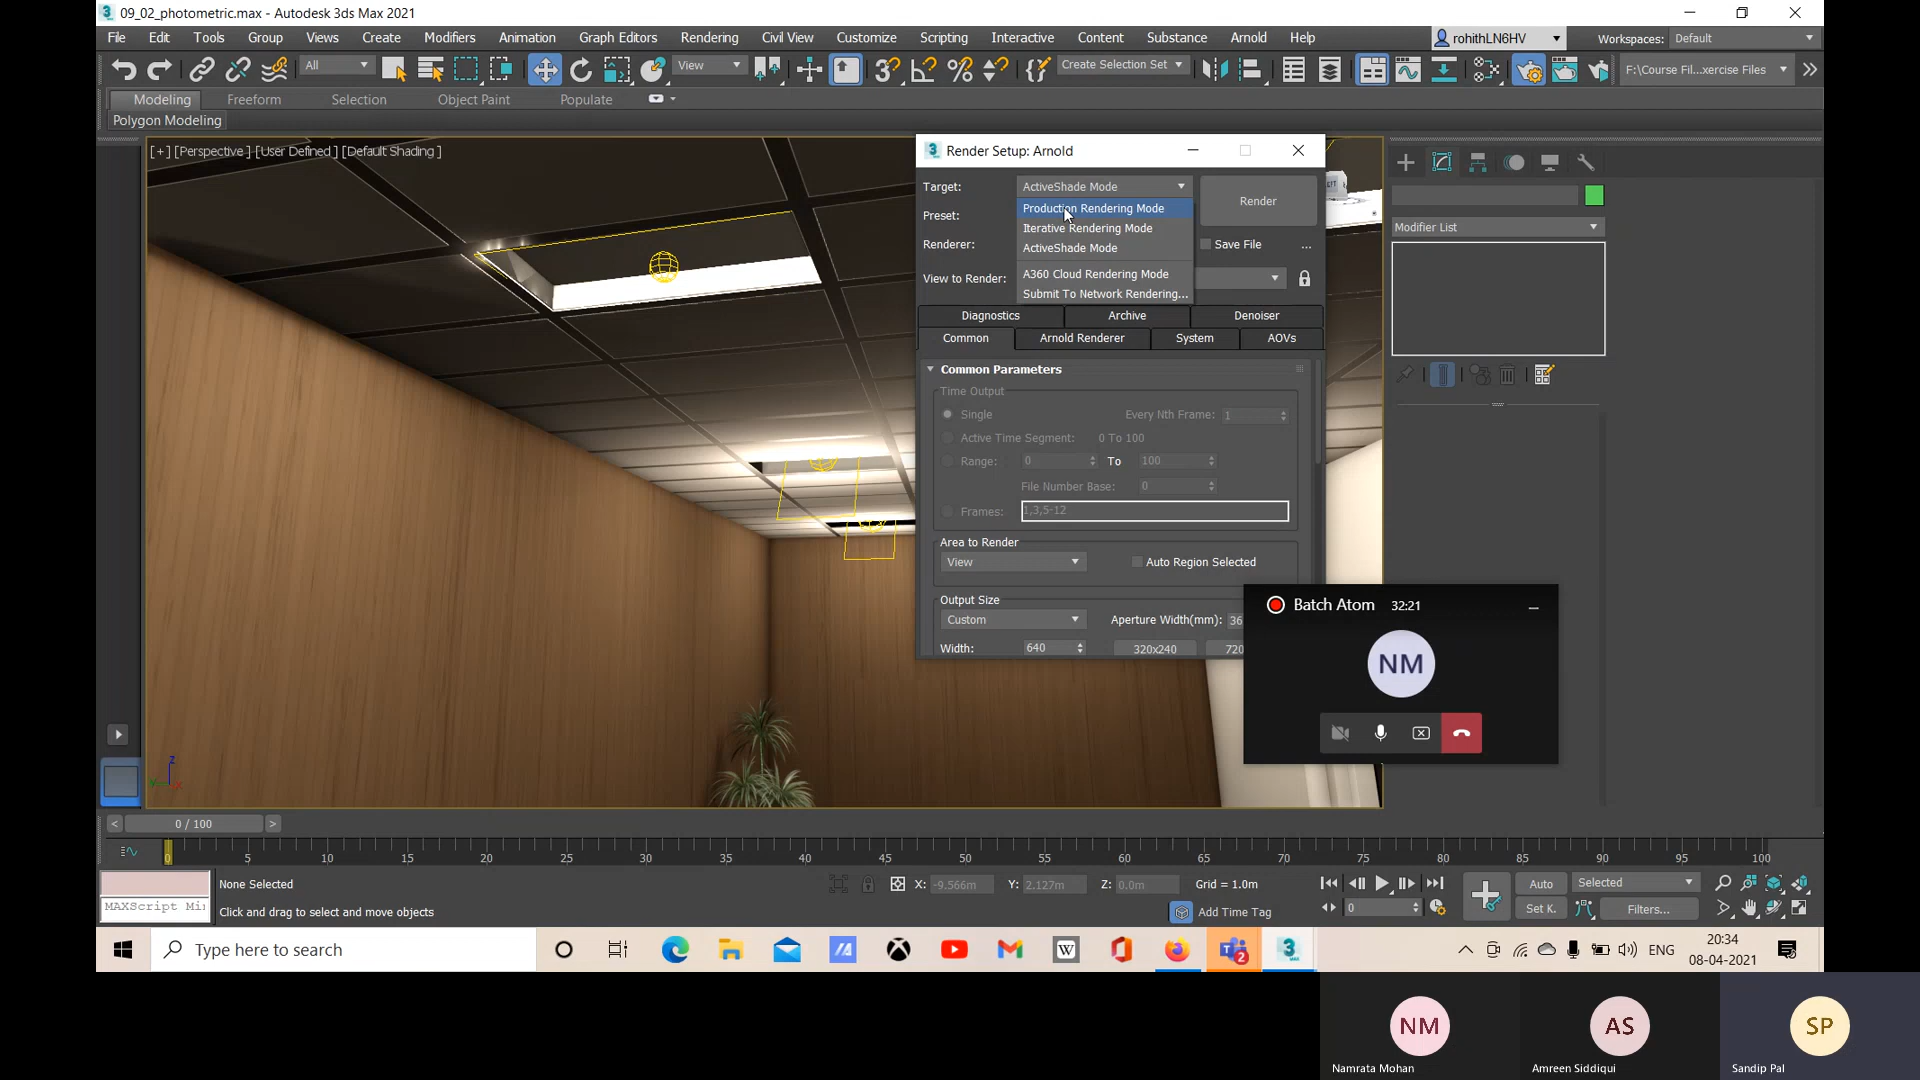 09_02_photometric.max - Autodesk 3ds Max 2021
File Edit Tools Group Views Create Modifiers Animation Graph Editors Rendering Civil View Customize Scripting Interactive Content Substance Arnold Help rohithLN6HV Workspaces: Default
All View Create Selection Set F:\Course Fil...xercise Files
Modeling Freeform Selection Object Paint Populate
Polygon Modeling
[+] [Perspective ] [User Defined ] [Default Shading ]
Render Setup: Arnold
Target: ActiveShade Mode
Production Rendering Mode
Iterative Rendering Mode
ActiveShade Mode
A360 Cloud Rendering Mode
Submit To Network Rendering...
Preset:
Renderer:
View to Render:
Render
Save File ...
Diagnostics Archive Denoiser
Common Arnold Renderer System AOVs
Common Parameters
Time Output
Single Every Nth Frame: 1
Active Time Segment: 0 To 100
Range: 0 To 100
File Number Base: 0
Frames: 1,3,5-12
Area to Render
View Auto Region Selected
Output Size
Custom Aperture Width(mm): 36
Width: 640 320x240 720
Modifier List
Batch Atom 32:21
NM
z
0 / 100
0 5 10 15 20 25 30 35 40 45 50 55 60 65 70 75 80 85 90 95 100
None Selected X: -9.566m Y: 2.127m Z: 0.0m Grid = 1.0m Auto Selected
MAXScript Mi
Click and drag to select and move objects Add Time Tag 0 Set K. Filters...
Type here to search
W
2
3
MAX
ENG
20:34
08-04-2021
NM AS SP
Namrata Mohan Amreen Siddiqui Sandip Pal